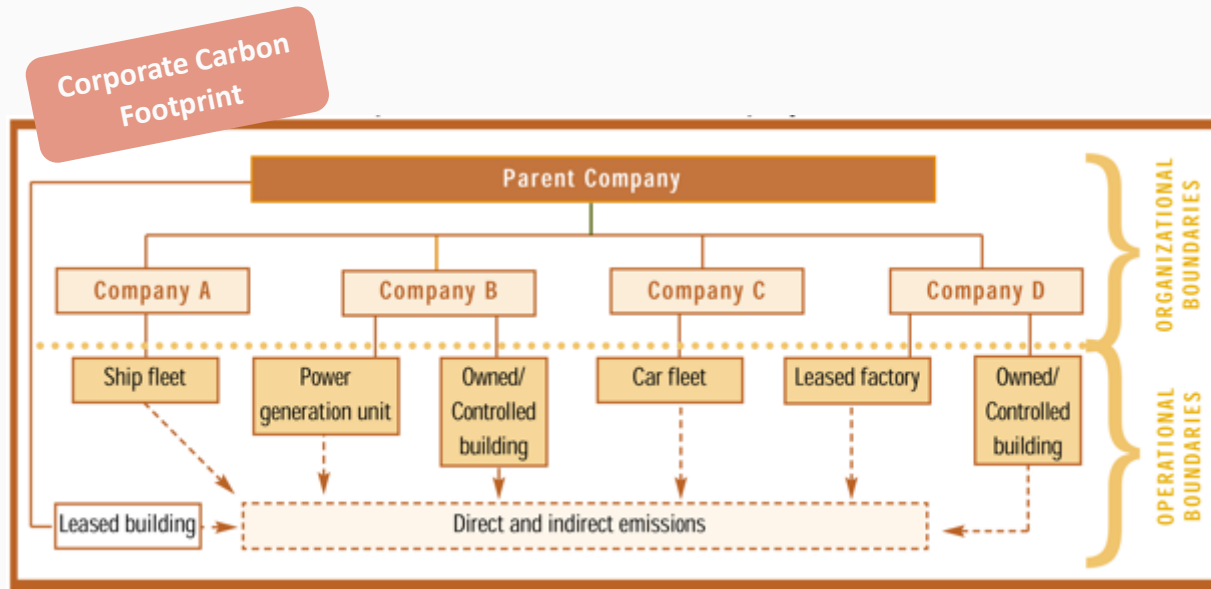 Corporate Carbon
Footprint
Parent Company
Company A
Company B
Company C
Company D
ORGANIZATIONAL
BOUNDARIES
Ship fleet
Power
generation unit
Owned/
Controlled
building
Car fleet
Leased factory
Owned/
Controlled
building
OPERATIONAL
BOUNDARIES
Leased building
Direct and indirect emissions